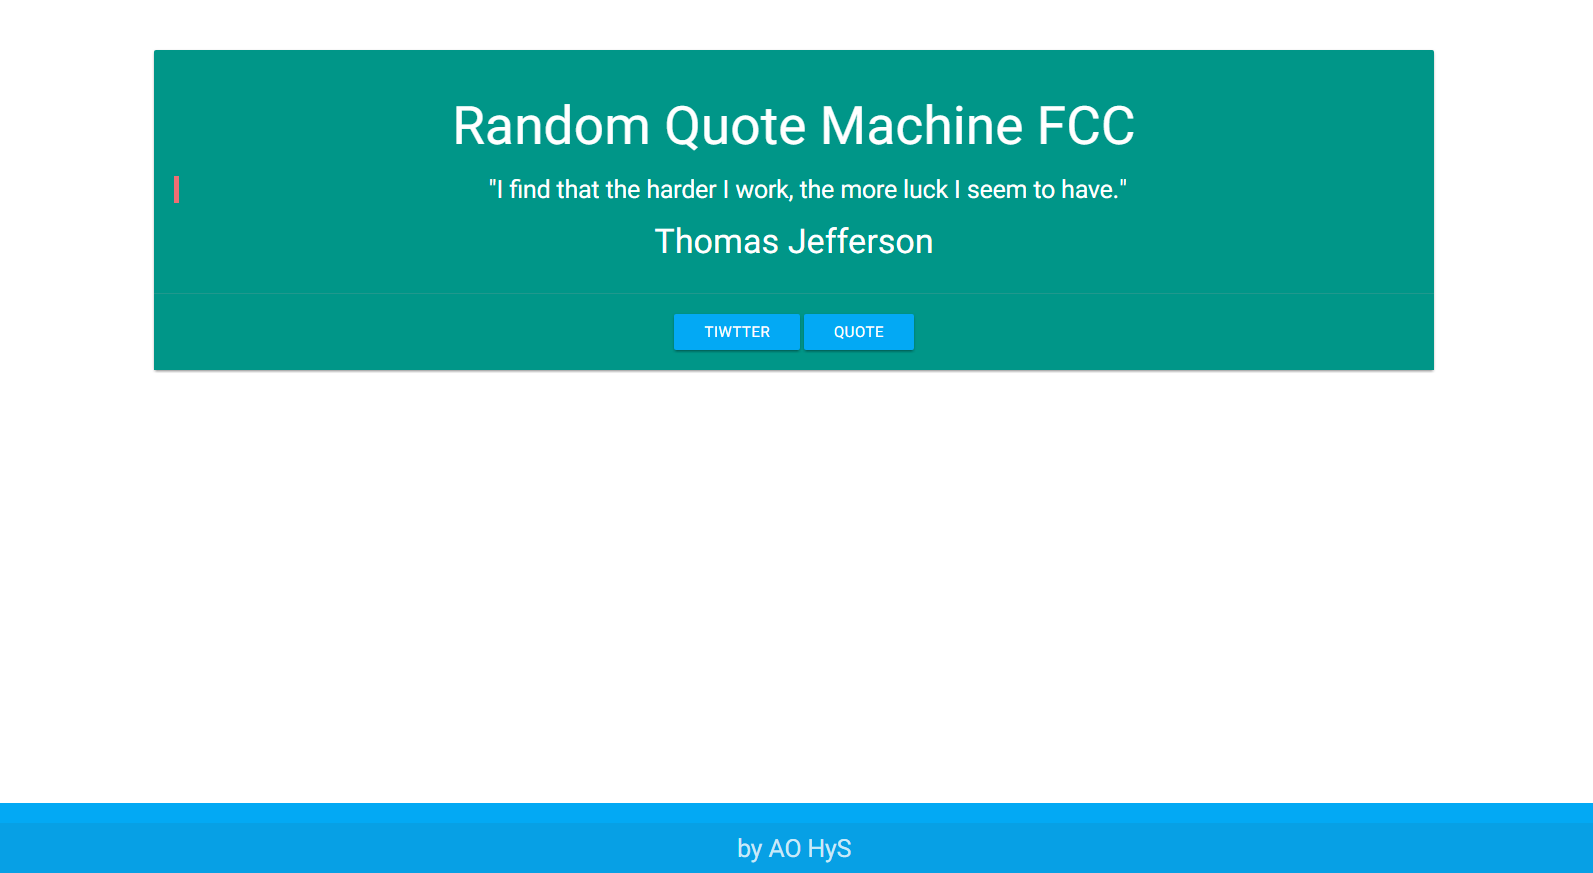 Random Quote Machine FCC
"I find that the harder I work, the more luck I seem to have."
Thomas Jefferson
TIWTTER QUOTE
by AO HyS